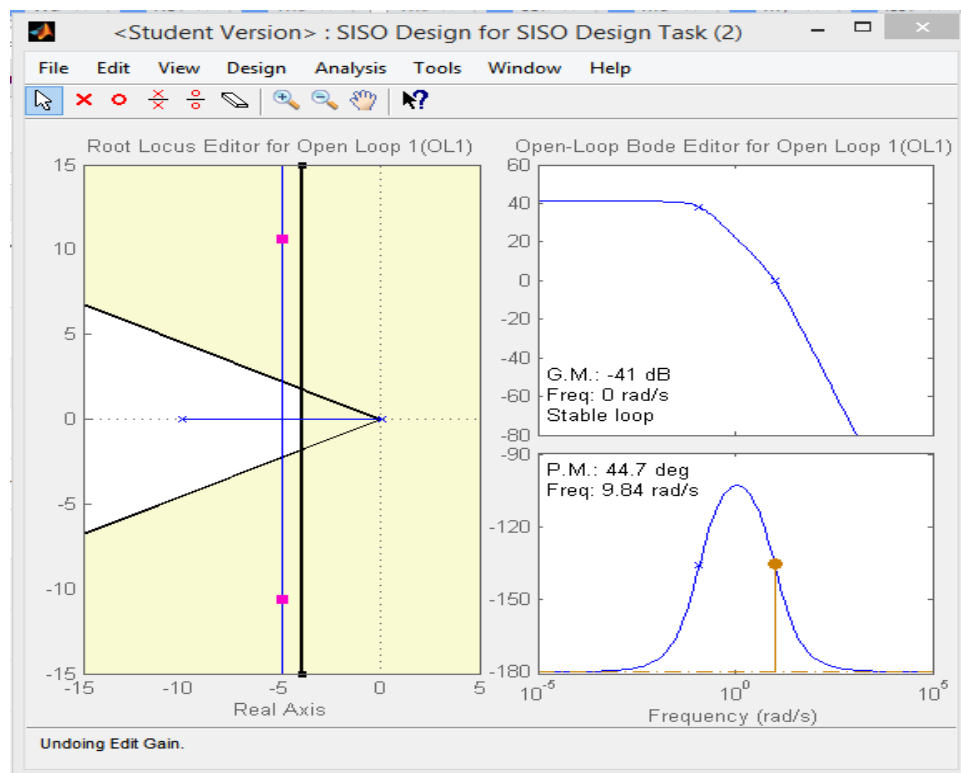 <Student Version> : SISO Design for SISO Design Task (2)
File Edit View Design Analysis Tools Window Help
Root Locus Editor for Open Loop 1(OL1)
15
10
5
0
-5
-10
-15
-15 -10 -5 0 5
Real Axis
Open-Loop Bode Editor for Open Loop 1(OL1)
60
40
20
0
-20
-40
-60
-80
G.M.: -41 dB
Freq: 0 rad/s
Stable loop
-90
-120
-150
-180
P.M.: 44.7 deg
Freq: 9.84 rad/s
10^-5 10^0 10^5
Frequency (rad/s)
Undoing Edit Gain.